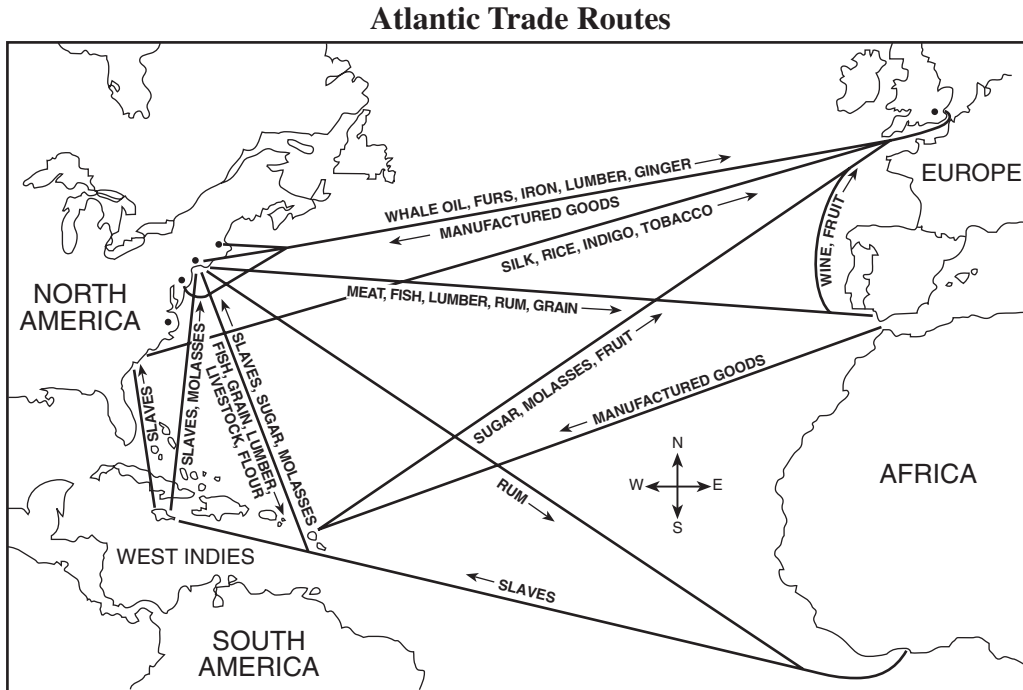 Atlantic Trade Routes
EUROPE
WHALE OIL, FURS, IRON, LUMBER, GINGER
MANUFACTURED GOODS
SILK, RICE, INDIGO, TOBACCO
WINE, FRUIT
NORTH
AMERICA
MEAT, FISH, LUMBER, RUM, GRAIN
SLAVES
SLAVES, MOLASSES
SLAVES, SUGAR, MOLASSES
FISH, GRAIN, LUMBER,
LIVESTOCK, FLOUR
SUGAR, MOLASSES, FRUIT
MANUFACTURED GOODS
N
W
E
S
AFRICA
RUM
WEST INDIES
SLAVES
SOUTH
AMERICA